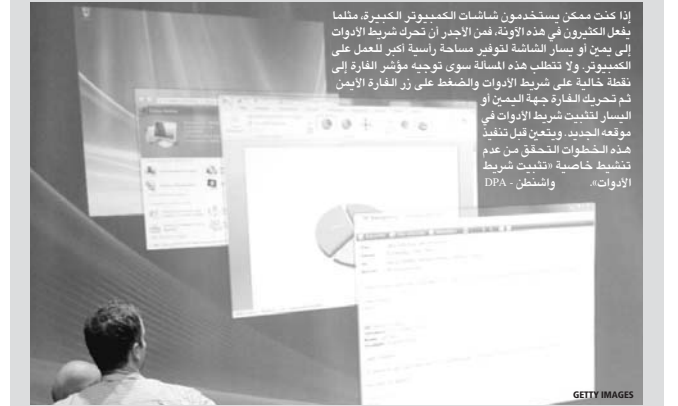 إذا كنت ممكن يستخدمون شاشات الكمبيوتر الكبيرة، مثلما
يفعل الكثيرون في هذه الآونة، فمن الأجدر أن تحرك شريط الأدوات
إلى يمين أو يسار الشاشة لتوفير مساحة رأسية أكبر للعمل على
الكمبيوتر. ولا تتطلب هذه المسألة سوى توجيه مؤشر الفارة إلى
نقطة خالية على شريط الأدوات والضغط على زر الفارة الأيمن
ثم تحريك الفارة جهة اليمين أو
اليسار لتثبيت شريط الأدوات في
موقعه الجديد. ويتعين قبل تنفيذ
هذه الخطوات التحقق من عدم
تنشيط خاصية «تثبيت شريط
الأدوات». واشنطن - DPA
GETTY IMAGES